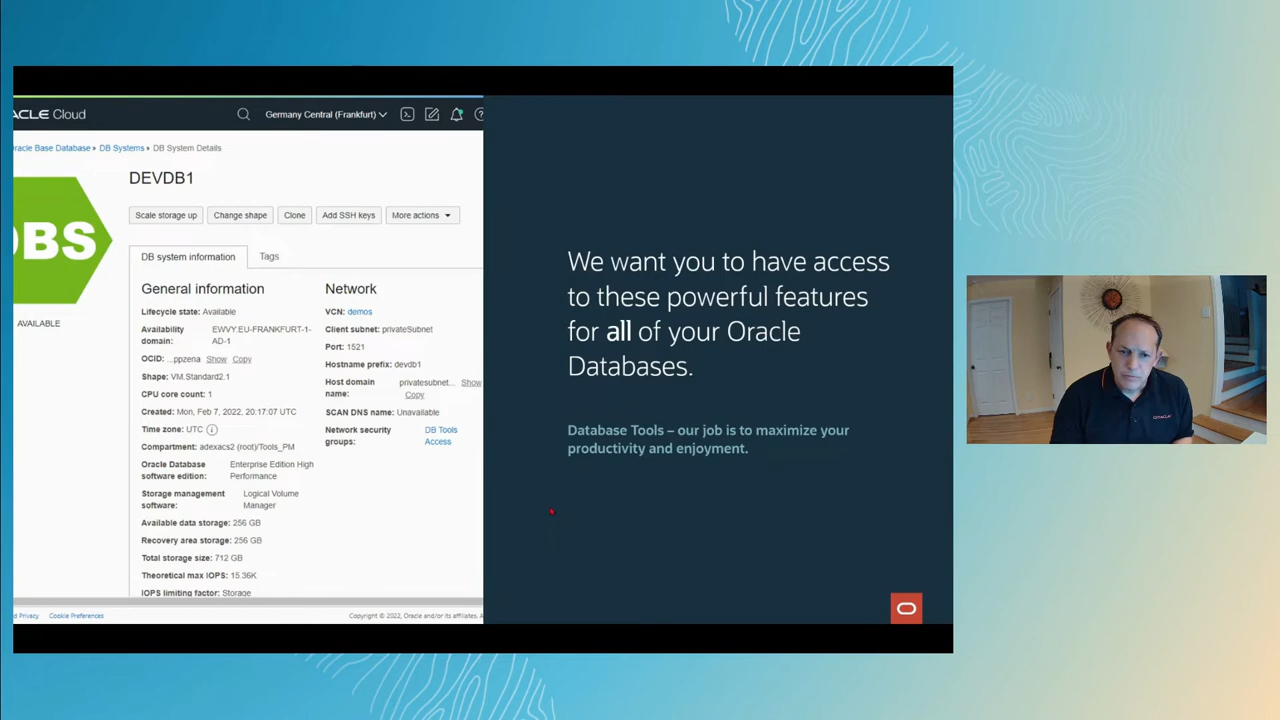 ACLE Cloud
Germany Central (Frankfurt)
racle Base Database » DB Systems » DB System Details
DEVDB1
DBS
AVAILABLE
Scale storage up
Change shape
Clone
Add SSH keys
More actions
DB system information
Tags
General information
Lifecycle state: Available
Availability domain: EWVY:EU-FRANKFURT-1-AD-1
OCID: ...ppzena Show Copy
Shape: VM.Standard2.1
CPU core count: 1
Created: Mon, Feb 7, 2022, 20:17:07 UTC
Time zone: UTC
Compartment: adexacs2 (root)/Tools_PM
Oracle Database software edition: Enterprise Edition High Performance
Storage management software: Logical Volume Manager
Available data storage: 256 GB
Recovery area storage: 256 GB
Total storage size: 712 GB
Theoretical max IOPS: 15.36K
IOPS limiting factor: Storage
Network
VCN: demos
Client subnet: privateSubnet
Port: 1521
Hostname prefix: devdb1
Host domain name: privatesubnet... Show Copy
SCAN DNS name: Unavailable
Network security groups: DB Tools Access
d Privacy Cookie Preferences
Copyright © 2022, Oracle and/or its affiliates. A
We want you to have access
to these powerful features
for all of your Oracle
Databases.
Database Tools – our job is to maximize your
productivity and enjoyment.
ORACLE